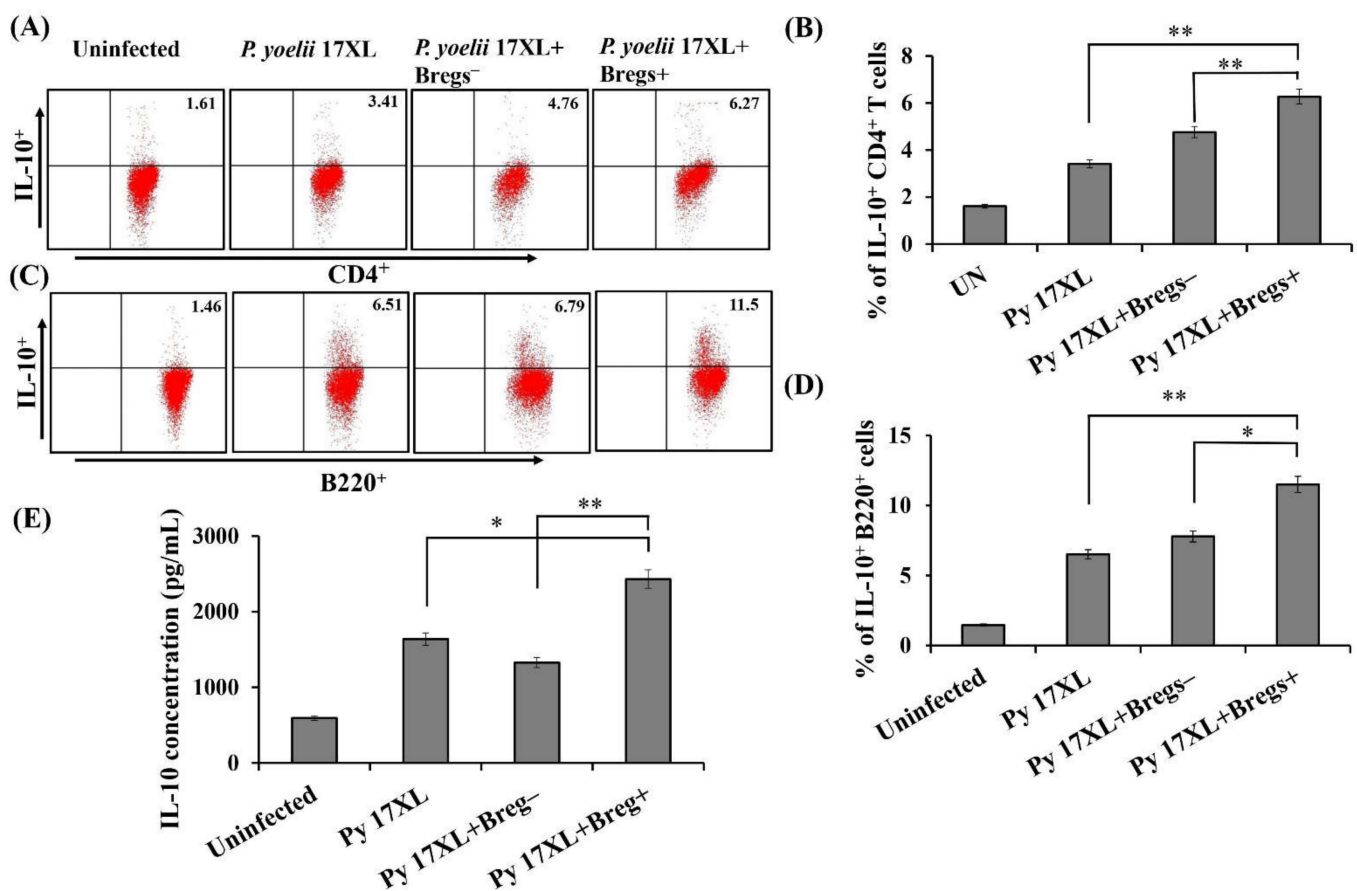 (A)
Uninfected
P. yoelii 17XL
P. yoelii 17XL+
Bregs⁻
P. yoelii 17XL+
Bregs+
IL-10⁺
1.61
3.41
4.76
6.27
CD4⁺
(B)
% of IL-10⁺ CD4⁺ T cells
8
6
4
2
0
**
**
UN
Py 17XL
Py 17XL+Bregs–
Py 17XL+Bregs+
(C)
IL-10⁺
1.46
6.51
6.79
11.5
B220⁺
(D)
% of IL-10⁺ B220⁺ cells
15
10
5
0
**
*
Uninfected
Py 17XL
Py 17XL+Bregs–
Py 17XL+Bregs+
(E)
IL-10 concentration (pg/mL)
3000
2000
1000
0
*
**
Uninfected
Py 17XL
Py 17XL+Breg–
Py 17XL+Breg+